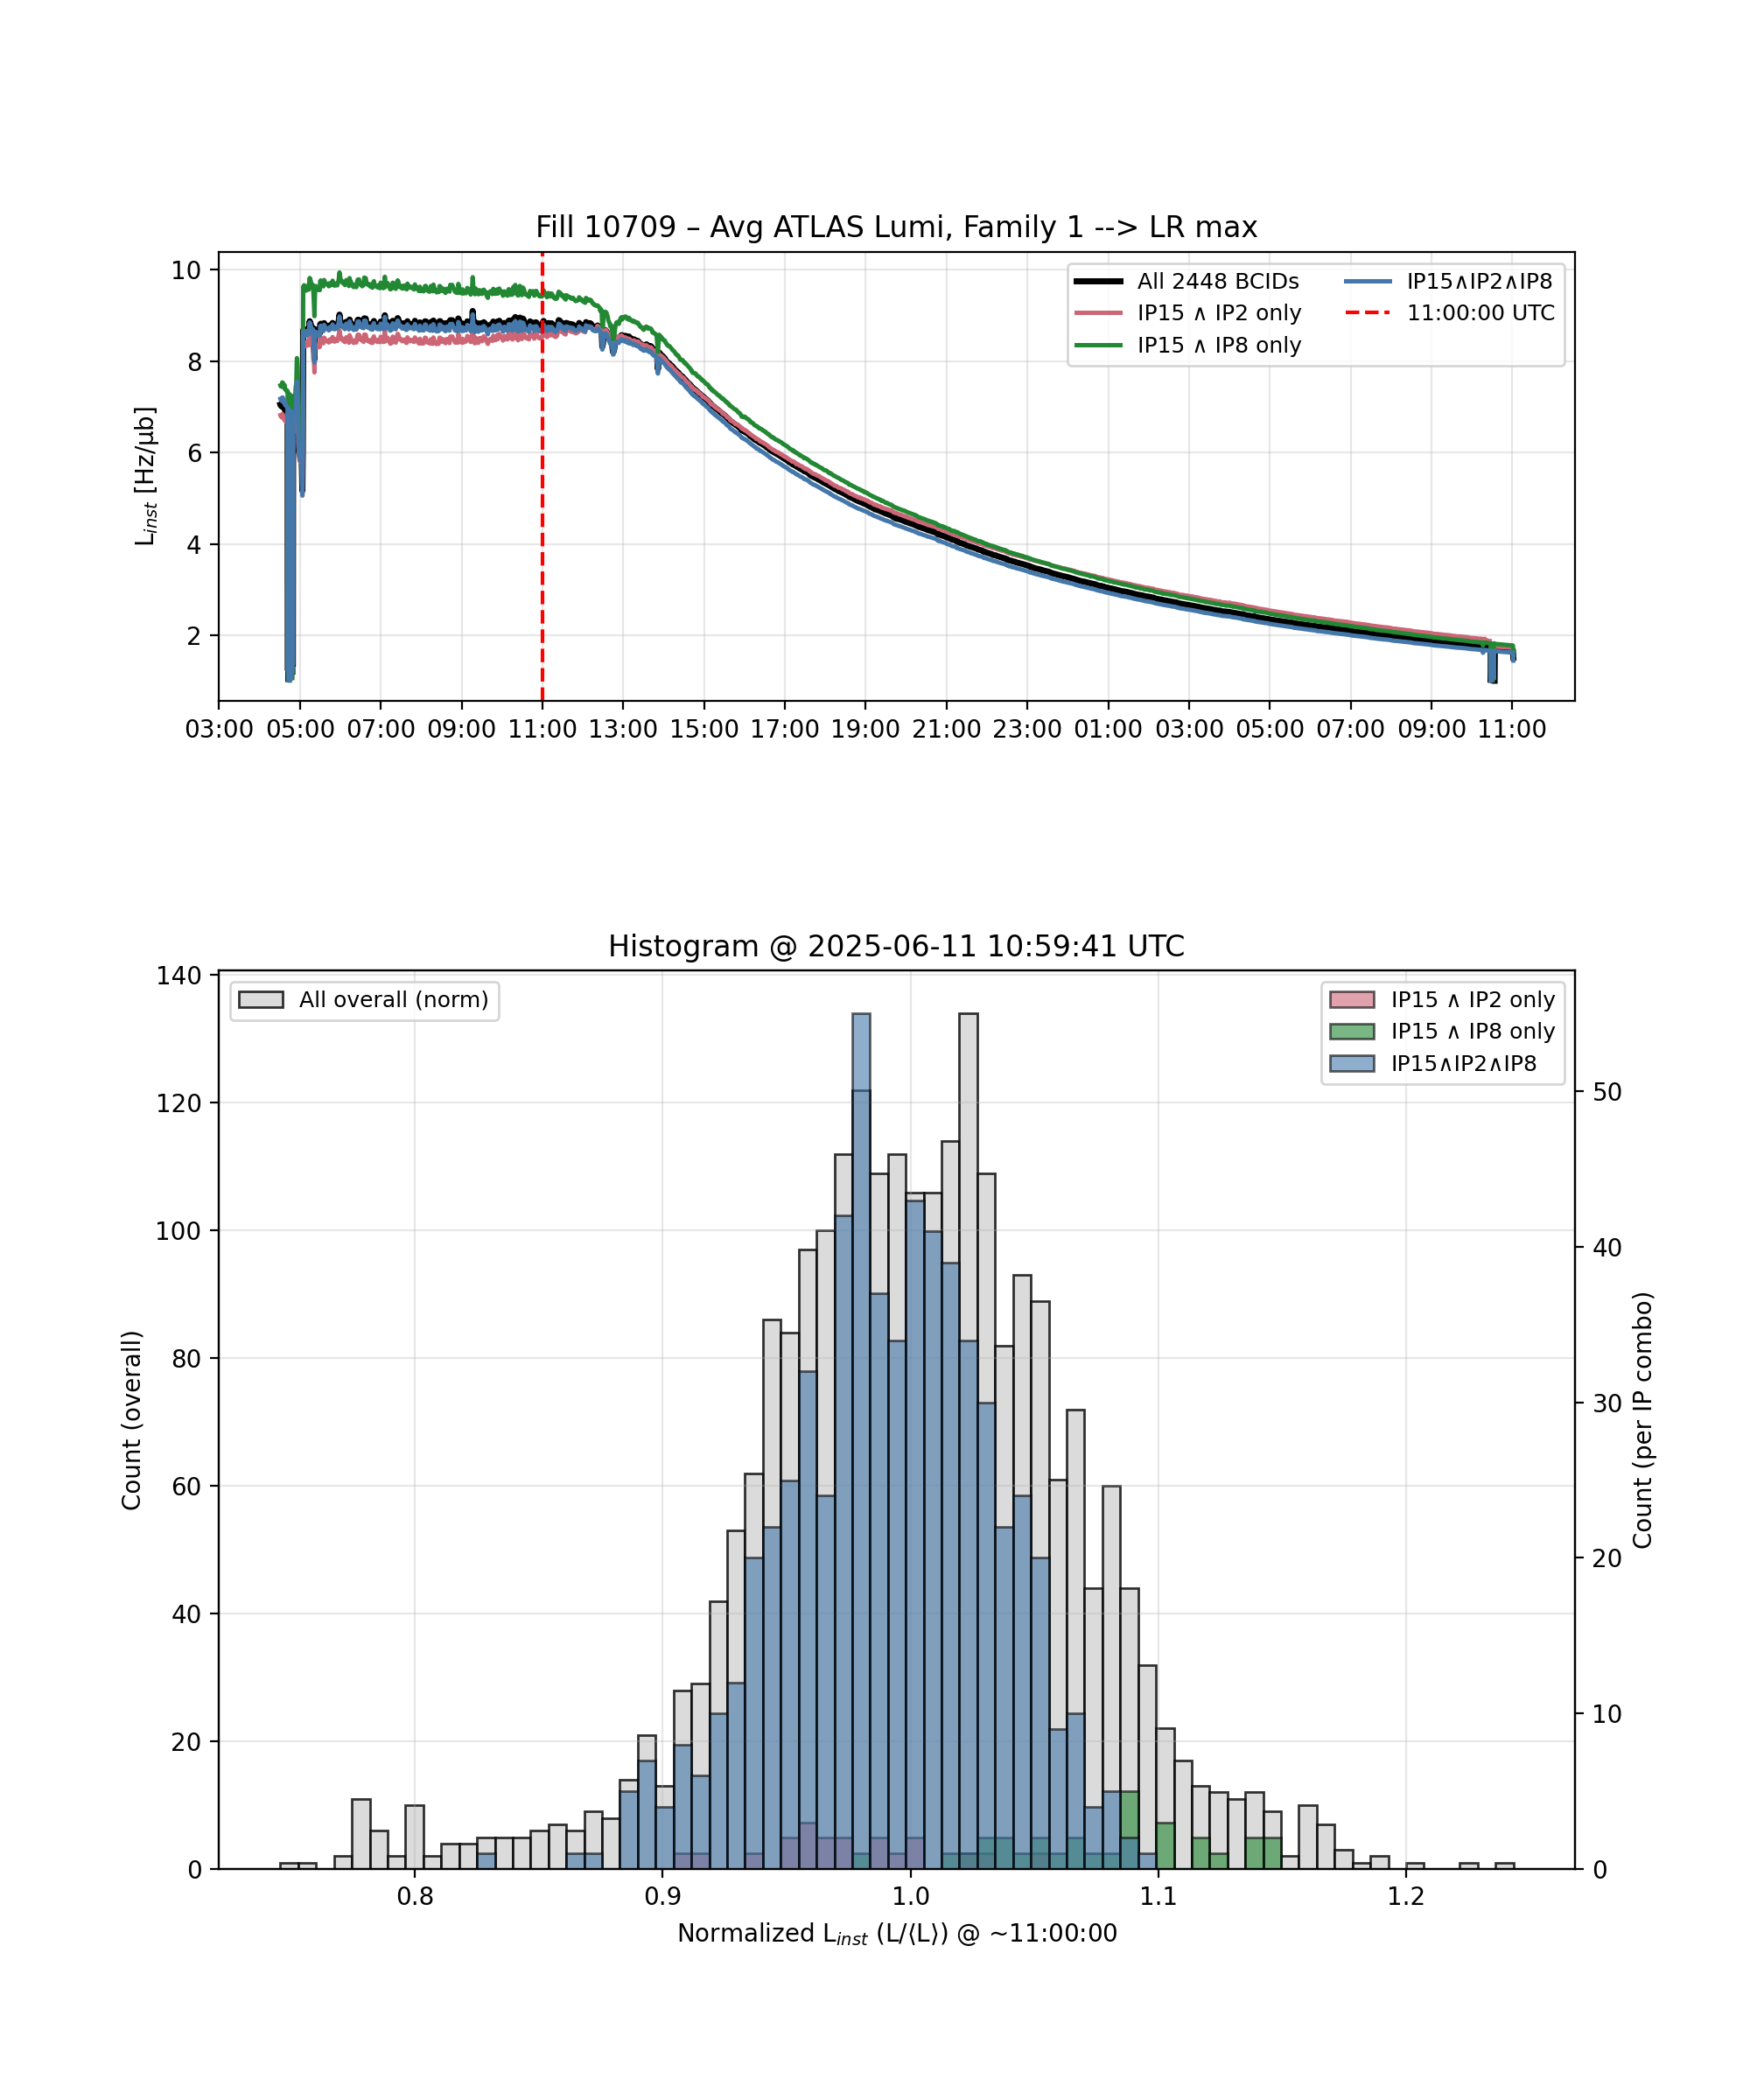 Fill 10709 – Avg ATLAS Lumi, Family 1 --> LR max
L_inst [Hz/μb]
10
8
6
4
2
All 2448 BCIDs
IP15 ∧ IP2 only
IP15 ∧ IP8 only
IP15∧IP2∧IP8
11:00:00 UTC
03:00 05:00 07:00 09:00 11:00 13:00 15:00 17:00 19:00 21:00 23:00 01:00 03:00 05:00 07:00 09:00 11:00
Histogram @ 2025-06-11 10:59:41 UTC
Count (overall)
140
120
100
80
60
40
20
0
All overall (norm)
IP15 ∧ IP2 only
IP15 ∧ IP8 only
IP15∧IP2∧IP8
50
40
30
20
10
0
Count (per IP combo)
0.8 0.9 1.0 1.1 1.2
Normalized L_inst (L/⟨L⟩) @ ~11:00:00